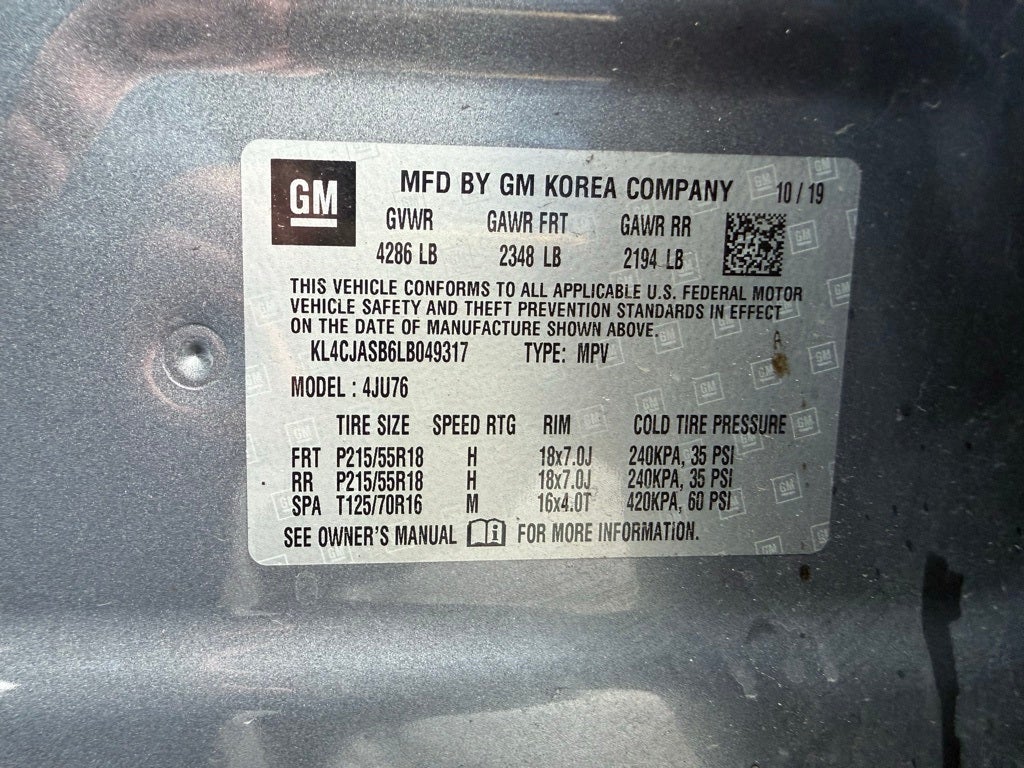 GM
MFD BY GM KOREA COMPANY 10 / 19
GVWR GAWR FRT GAWR RR
4286 LB 2348 LB 2194 LB
THIS VEHICLE CONFORMS TO ALL APPLICABLE U.S. FEDERAL MOTOR
VEHICLE SAFETY AND THEFT PREVENTION STANDARDS IN EFFECT
ON THE DATE OF MANUFACTURE SHOWN ABOVE.
A
KL4CJASB6LB049317 TYPE: MPV
MODEL : 4JU76
TIRE SIZE SPEED RTG RIM COLD TIRE PRESSURE
FRT P215/55R18 H 18x7.0J 240KPA, 35 PSI
RR P215/55R18 H 18x7.0J 240KPA, 35 PSI
SPA T125/70R16 M 16x4.0T 420KPA, 60 PSI
SEE OWNER'S MANUAL i FOR MORE INFORMATION.